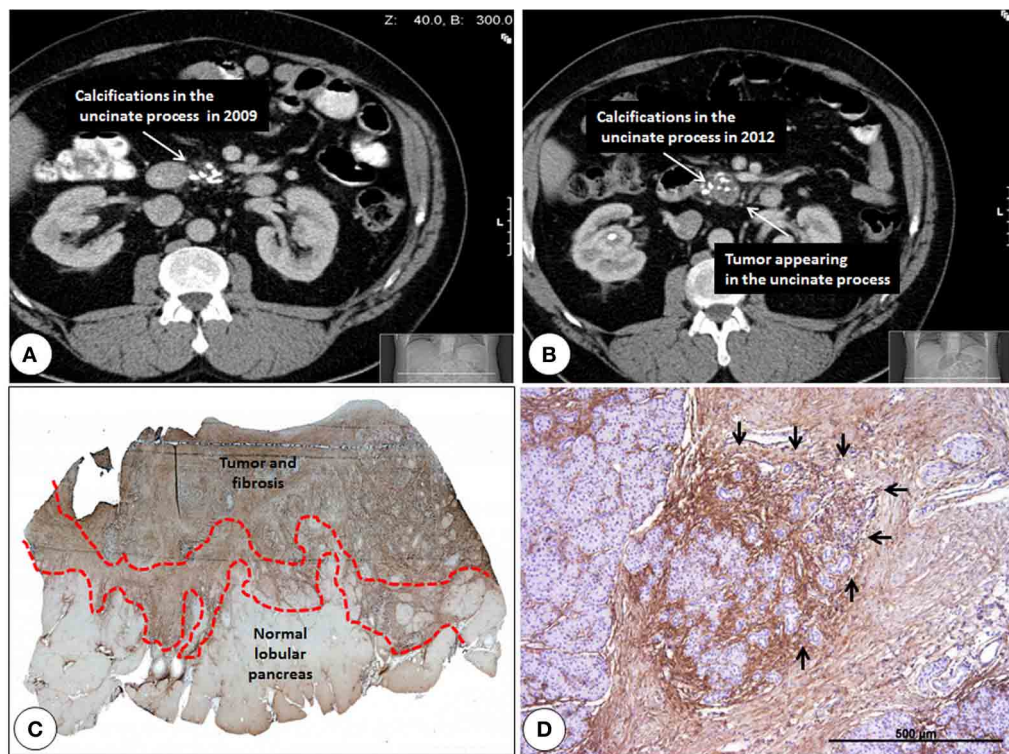 Z: 40.0, B: 300.0
Calcifications in the
uncinate process in 2009
L
A
Calcifications in the
uncinate process in 2012
L
Tumor appearing
in the uncinate process
B
Tumor and
fibrosis
Normal
lobular
pancreas
C
500 µm
D